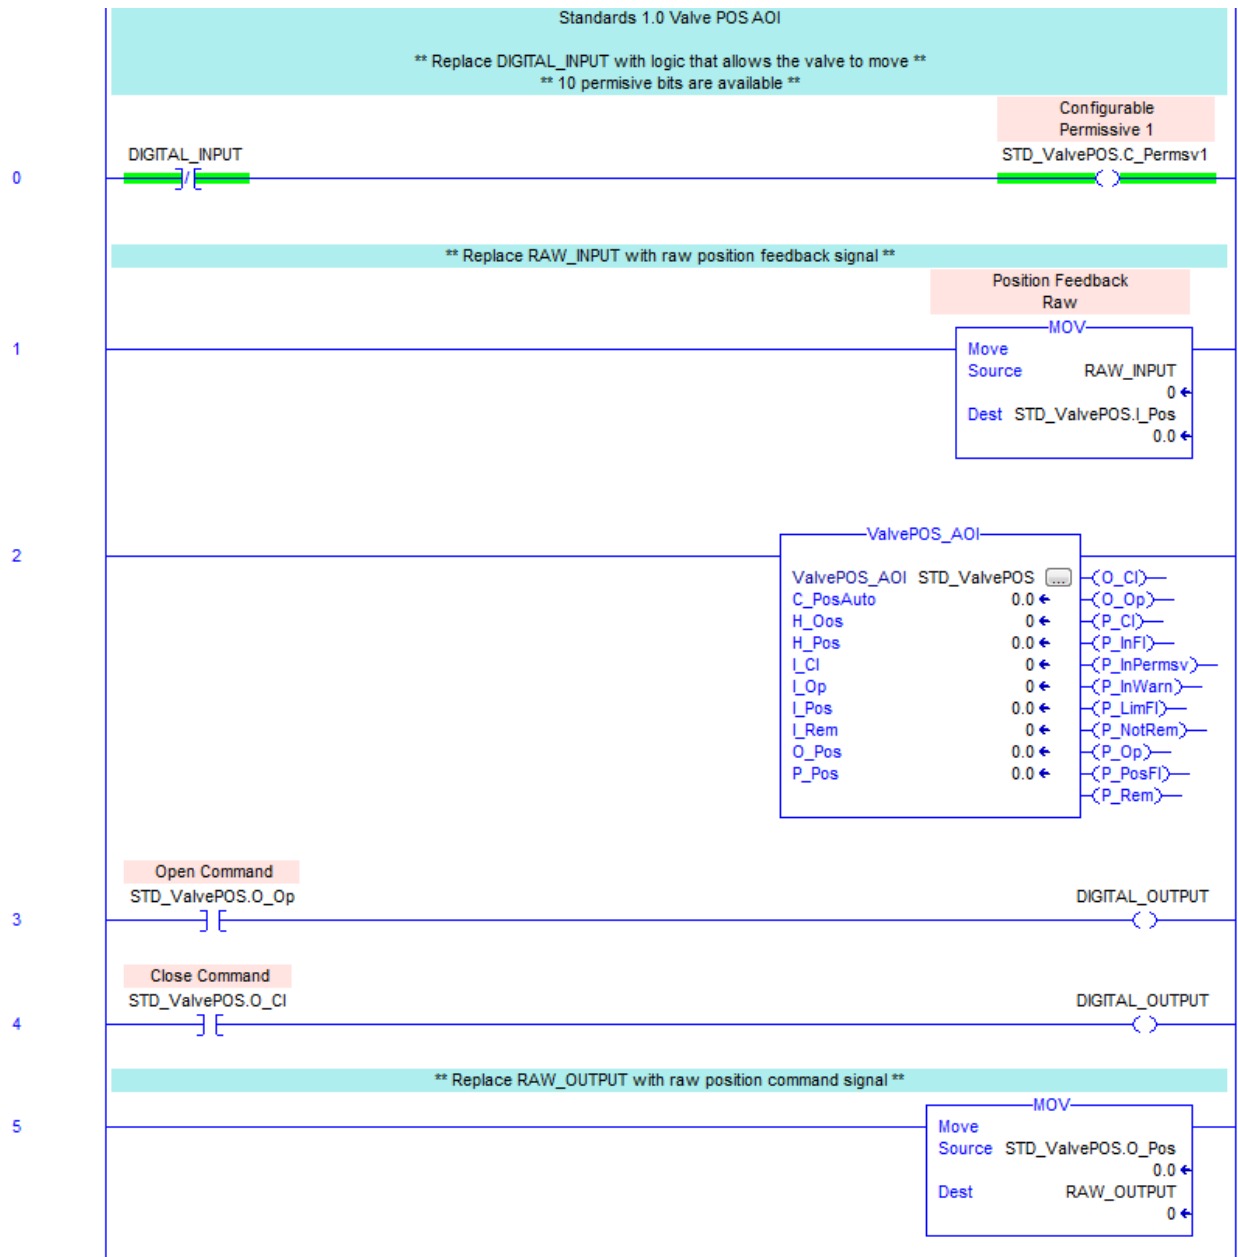 Standards 1.0 Valve POS AOI
** Replace DIGITAL_INPUT with logic that allows the valve to move **
** 10 permisive bits are available **
Configurable
Permissive 1
DIGITAL_INPUT
STD_ValvePOS.C_Permsv1
0
** Replace RAW_INPUT with raw position feedback signal **
Position Feedback
Raw
MOV
1
Move
Source RAW_INPUT
0
Dest STD_ValvePOS.I_Pos
0.0
ValvePOS_AOI
2
ValvePOS_AOI STD_ValvePOS ... O_Cl
C_PosAuto 0.0 O_Op
H_Oos 0 P_Cl
H_Pos 0.0 P_InFl
I_Cl 0 P_InPermsv
I_Op 0 P_InWarn
I_Pos 0.0 P_LimFl
I_Rem 0 P_NotRem
O_Pos 0.0 P_Op
P_Pos 0.0 P_PosFl
P_Rem
Open Command
STD_ValvePOS.O_Op DIGITAL_OUTPUT
3
Close Command
STD_ValvePOS.O_Cl DIGITAL_OUTPUT
4
** Replace RAW_OUTPUT with raw position command signal **
MOV
5
Move
Source STD_ValvePOS.O_Pos
0.0
Dest RAW_OUTPUT
0